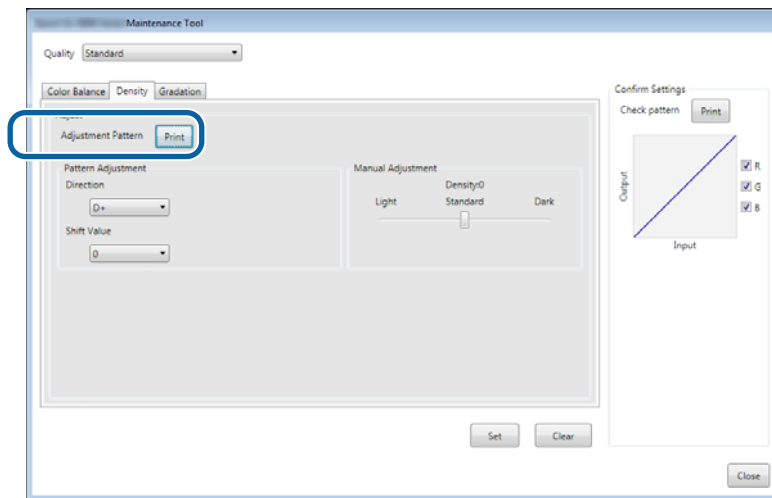 Maintenance Tool
Quality Standard
Color Balance Density Gradation
Adjustment Pattern Print
Pattern Adjustment
Direction
D+
Shift Value
0
Manual Adjustment
Density:0
Light Standard Dark
Confirm Settings
Check pattern Print
Output
R
G
B
Input
Set Clear
Close